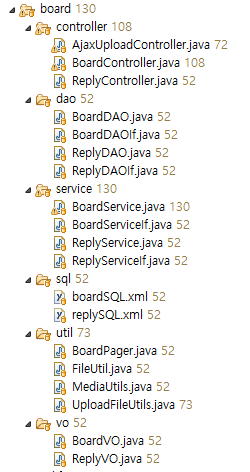 board 130
controller 108
AjaxUploadController.java 72
BoardController.java 108
ReplyController.java 52
dao 52
BoardDAO.java 52
BoardDAOIf.java 52
ReplyDAO.java 52
ReplyDAOIf.java 52
service 130
BoardService.java 130
BoardServiceIf.java 52
ReplyService.java 52
ReplyServiceIf.java 52
sql 52
boardSQL.xml 52
replySQL.xml 52
util 73
BoardPager.java 52
FileUtil.java 52
MediaUtils.java 52
UploadFileUtils.java 73
vo 52
BoardVO.java 52
ReplyVO.java 52